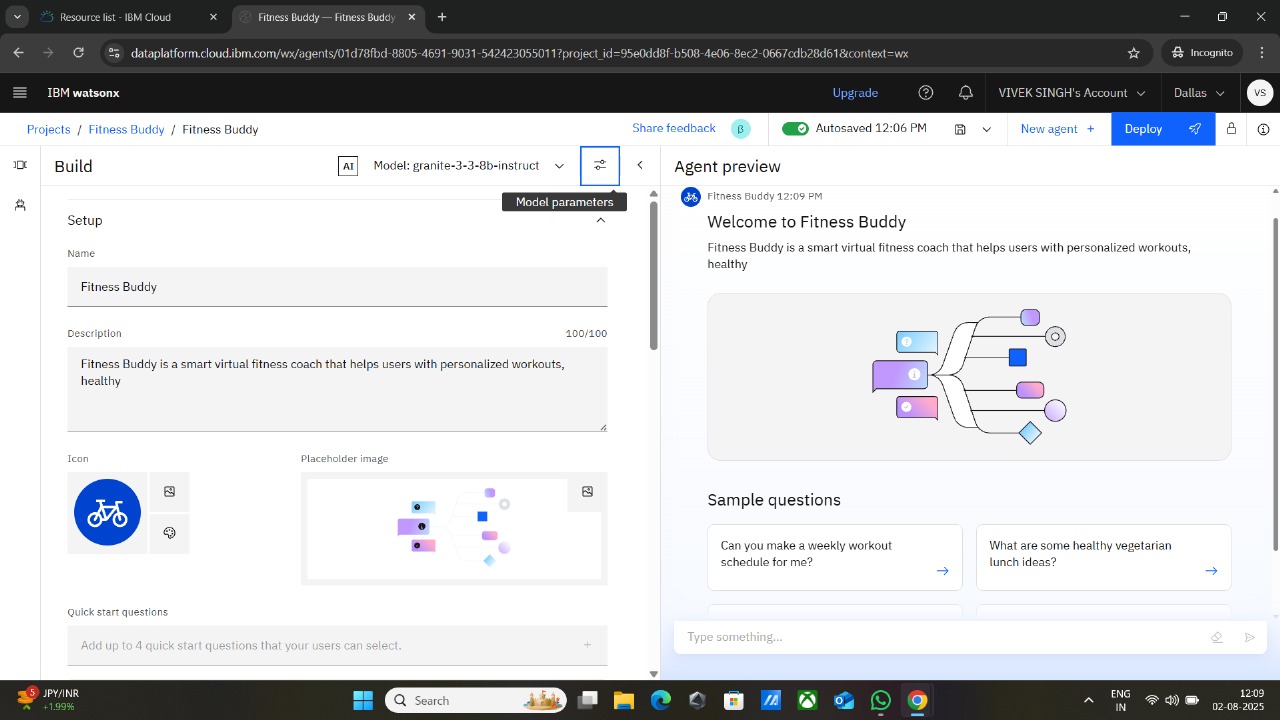 Resource list - IBM Cloud
Fitness Buddy — Fitness Buddy
dataplatform.cloud.ibm.com/wx/agents/01d78fbd-8805-4691-9031-542423055011?project_id=95e0dd8f-b508-4e06-8ec2-0667cdb28d61&context=wx
Incognito
IBM watsonx
Upgrade
VIVEK SINGH's Account
Dallas
VS
Projects / Fitness Buddy / Fitness Buddy
Share feedback
β
Autosaved 12:06 PM
New agent +
Deploy
Build
AI
Model: granite-3-3-8b-instruct
Model parameters
Setup
Name
Fitness Buddy
Description
100/100
Fitness Buddy is a smart virtual fitness coach that helps users with personalized workouts,
healthy
Icon
Placeholder image
Quick start questions
Add up to 4 quick start questions that your users can select.
Agent preview
Fitness Buddy 12:09 PM
Welcome to Fitness Buddy
Fitness Buddy is a smart virtual fitness coach that helps users with personalized workouts,
healthy
Sample questions
Can you make a weekly workout
schedule for me?
What are some healthy vegetarian
lunch ideas?
Type something...
5
JPY/INR
+1.99%
Search
ENG
IN
12:09
02-08-2025